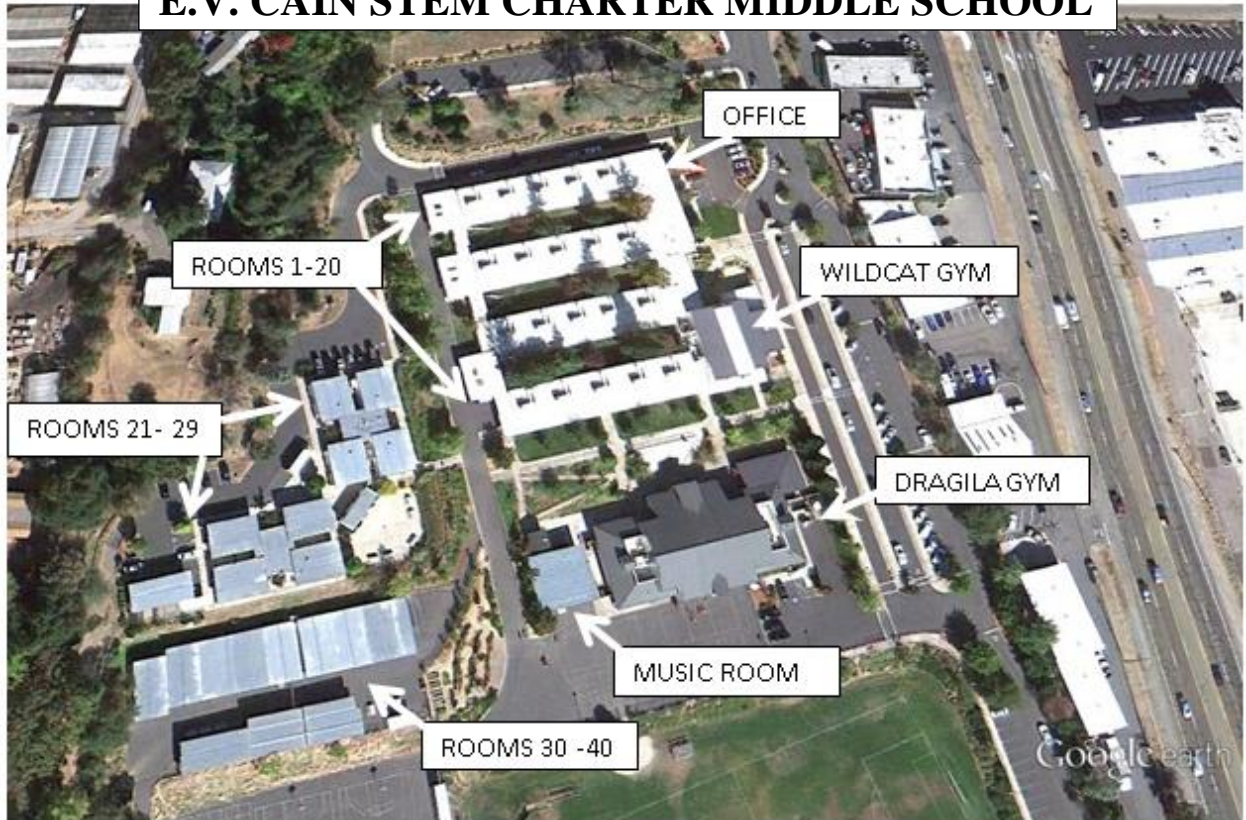 E.V. CAIN STEM CHARTER MIDDLE SCHOOL
OFFICE
ROOMS 1-20
WILDCAT GYM
ROOMS 21- 29
DRAGILA GYM
MUSIC ROOM
ROOMS 30 -40
Google earth